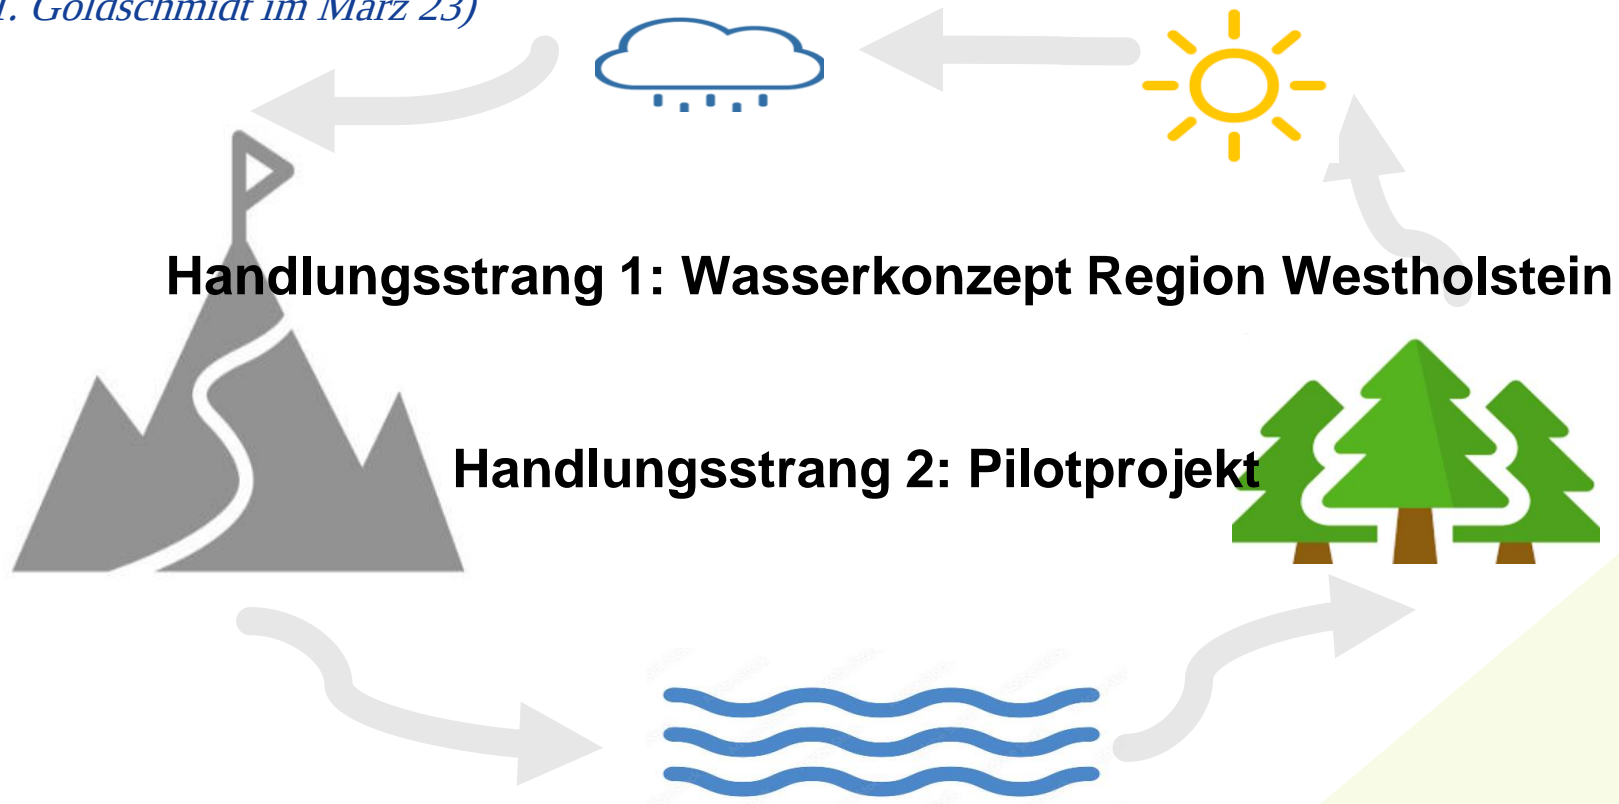 Goldschmidt im März 23)
Handlungsstrang 1: Wasserkonzept Region Westholstein
Handlungsstrang 2: Pilotprojekt